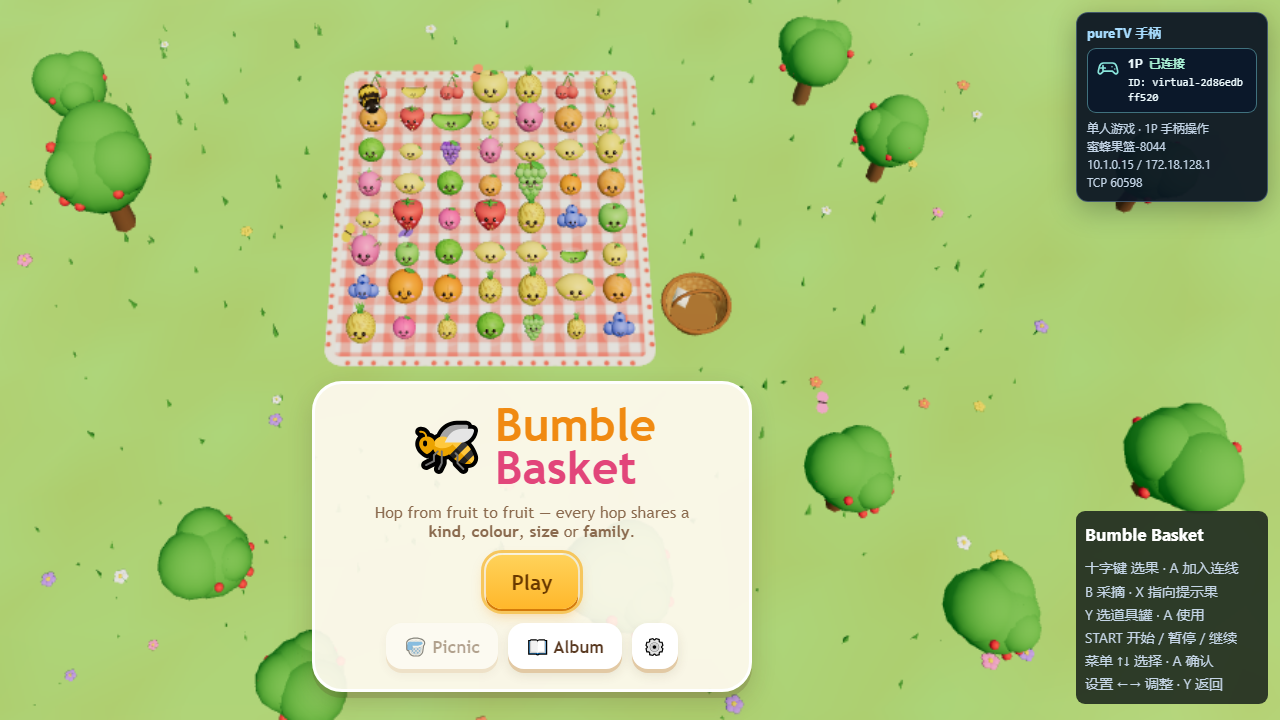 pureTV 手柄
1P 已连接
ID: virtual-2d86edb
ff520
单人游戏 · 1P 手柄操作
蜜蜂果篮-8044
10.1.0.15 / 172.18.128.1
TCP 60598
Bumble
Basket
Hop from fruit to fruit — every hop shares a
kind, colour, size or family.
Play
Picnic
Album
Bumble Basket
十字键 选果 · A 加入连线
B 采摘 · X 指向提示果
Y 选道具罐 · A 使用
START 开始 / 暂停 / 继续
菜单 ↑↓ 选择 · A 确认
设置 ←→ 调整 · Y 返回